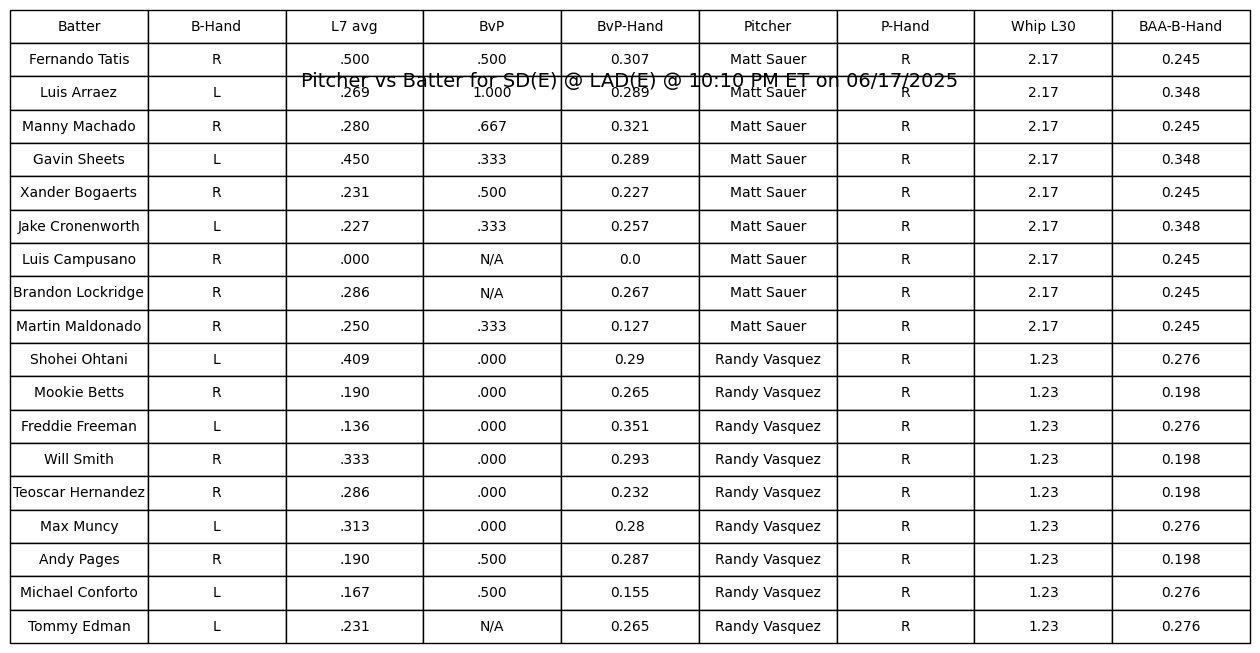 Batter B-Hand L7 avg BvP BvP-Hand Pitcher P-Hand Whip L30 BAA-B-Hand
Fernando Tatis R .500 .500 0.307 Matt Sauer R 2.17 0.245
Pitcher vs Batter for SD(E) @ LAD(E) @ 10:10 PM ET on 06/17/2025
Luis Arraez L .269 1.000 0.289 Matt Sauer R 2.17 0.348
Manny Machado R .280 .667 0.321 Matt Sauer R 2.17 0.245
Gavin Sheets L .450 .333 0.289 Matt Sauer R 2.17 0.348
Xander Bogaerts R .231 .500 0.227 Matt Sauer R 2.17 0.245
Jake Cronenworth L .227 .333 0.257 Matt Sauer R 2.17 0.348
Luis Campusano R .000 N/A 0.0 Matt Sauer R 2.17 0.245
Brandon Lockridge R .286 N/A 0.267 Matt Sauer R 2.17 0.245
Martin Maldonado R .250 .333 0.127 Matt Sauer R 2.17 0.245
Shohei Ohtani L .409 .000 0.29 Randy Vasquez R 1.23 0.276
Mookie Betts R .190 .000 0.265 Randy Vasquez R 1.23 0.198
Freddie Freeman L .136 .000 0.351 Randy Vasquez R 1.23 0.276
Will Smith R .333 .000 0.293 Randy Vasquez R 1.23 0.198
Teoscar Hernandez R .286 .000 0.232 Randy Vasquez R 1.23 0.198
Max Muncy L .313 .000 0.28 Randy Vasquez R 1.23 0.276
Andy Pages R .190 .500 0.287 Randy Vasquez R 1.23 0.198
Michael Conforto L .167 .500 0.155 Randy Vasquez R 1.23 0.276
Tommy Edman L .231 N/A 0.265 Randy Vasquez R 1.23 0.276